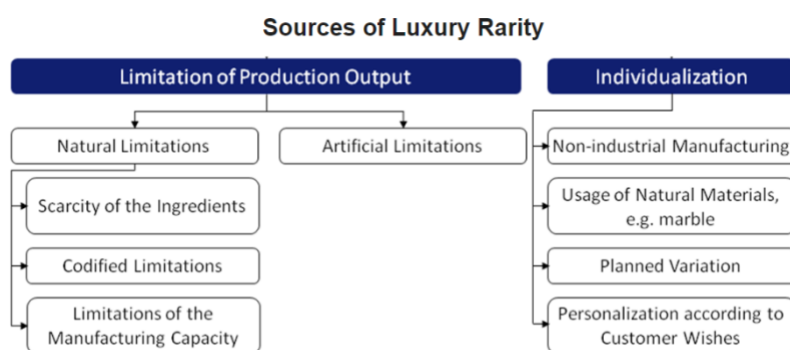 Sources of Luxury Rarity
Limitation of Production Output
Individualization
Natural Limitations
Artificial Limitations
Non-industrial Manufacturing
Scarcity of the Ingredients
Usage of Natural Materials,
e.g. marble
Codified Limitations
Planned Variation
Limitations of the
Manufacturing Capacity
Personalization according to
Customer Wishes